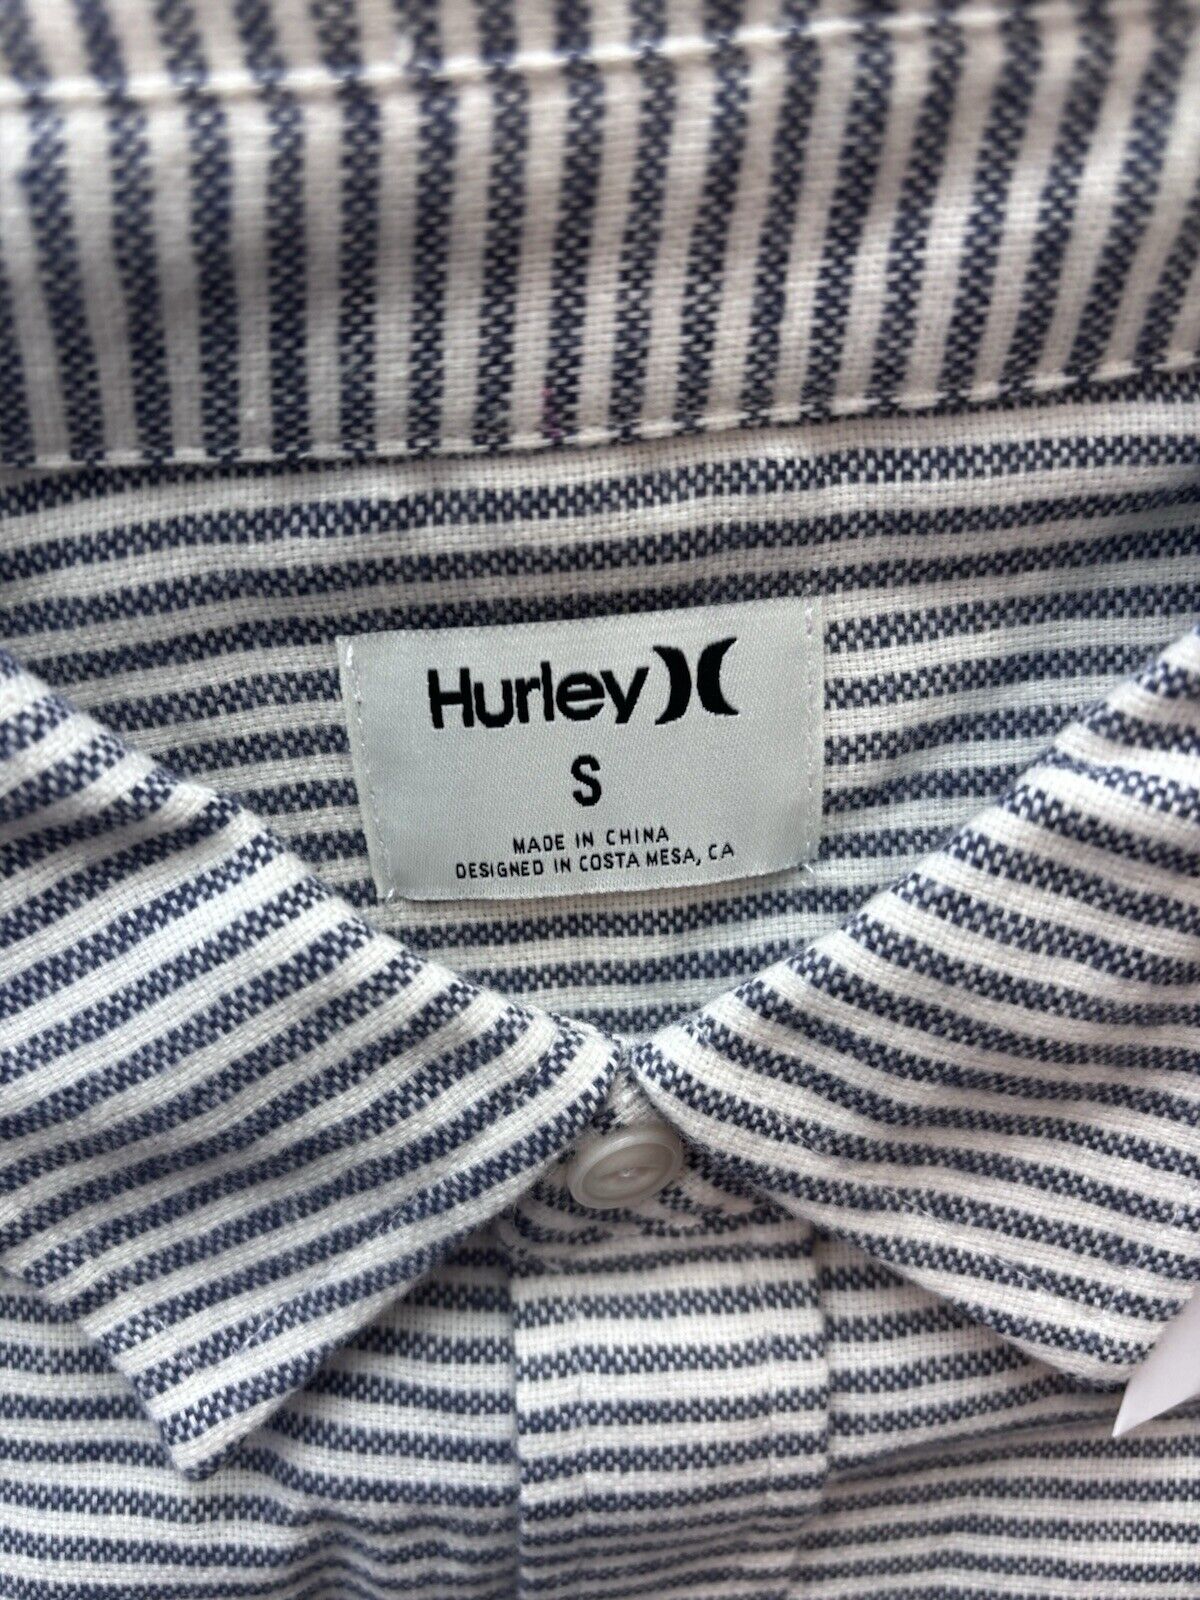 Hurley
S
MADE IN CHINA
DESIGNED IN COSTA MESA, CA